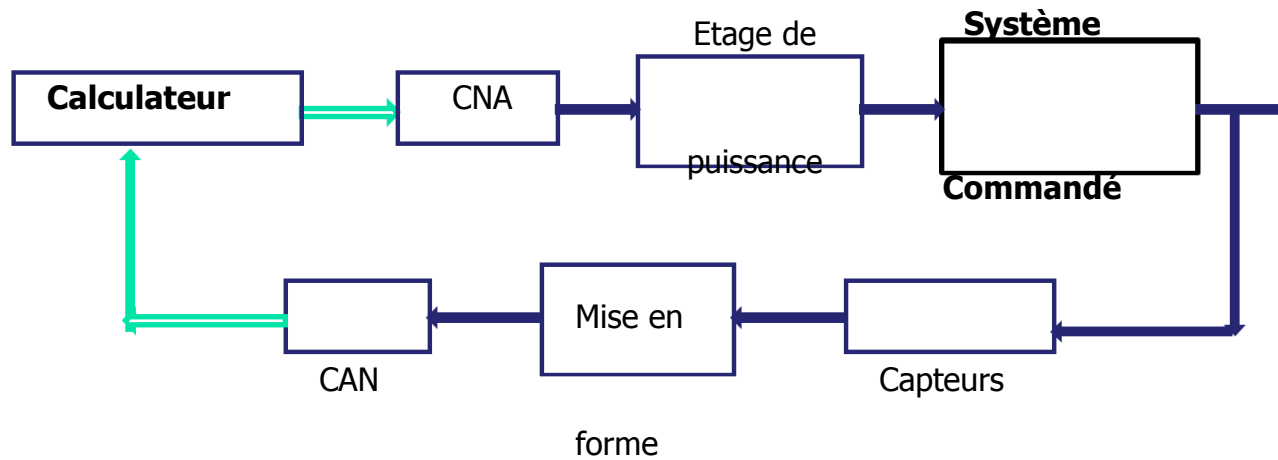 Etage de
Système
Calculateur
CNA
puissance
Commandé
Mise en
CAN
Capteurs
forme